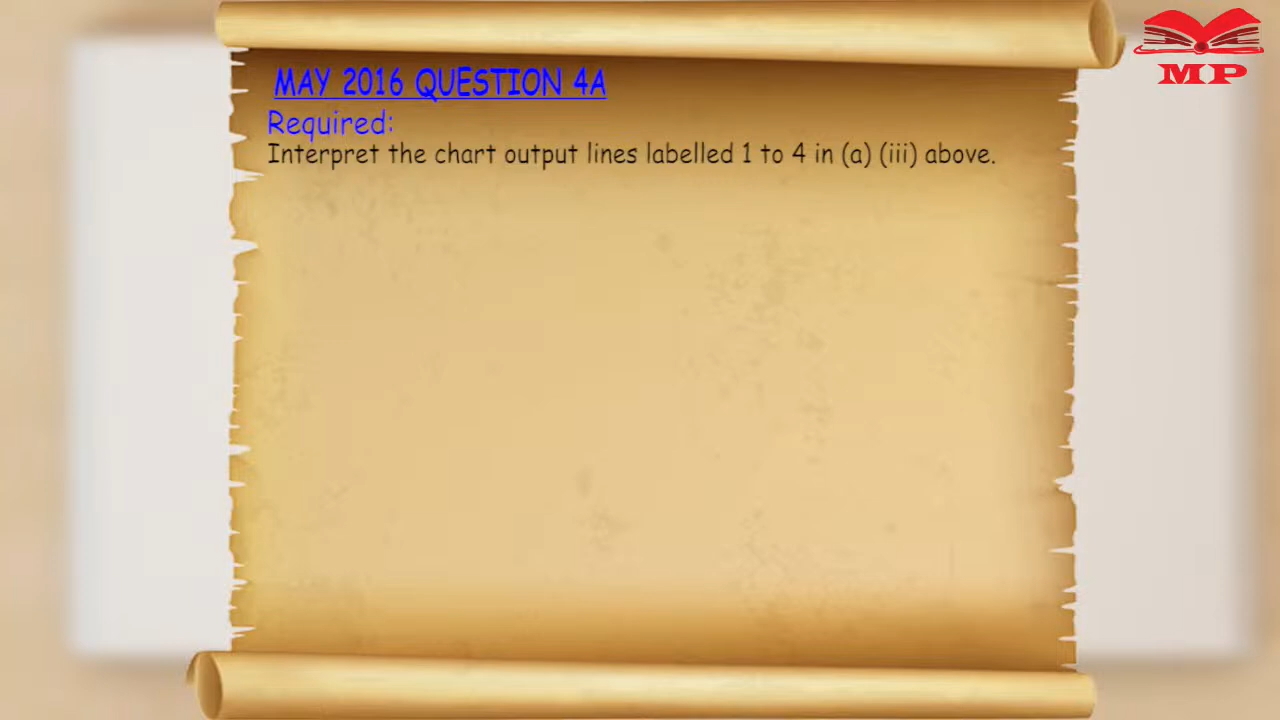 MP
MAY 2016 QUESTION 4A
Required:
Interpret the chart output lines labelled 1 to 4 in (a) (iii) above.